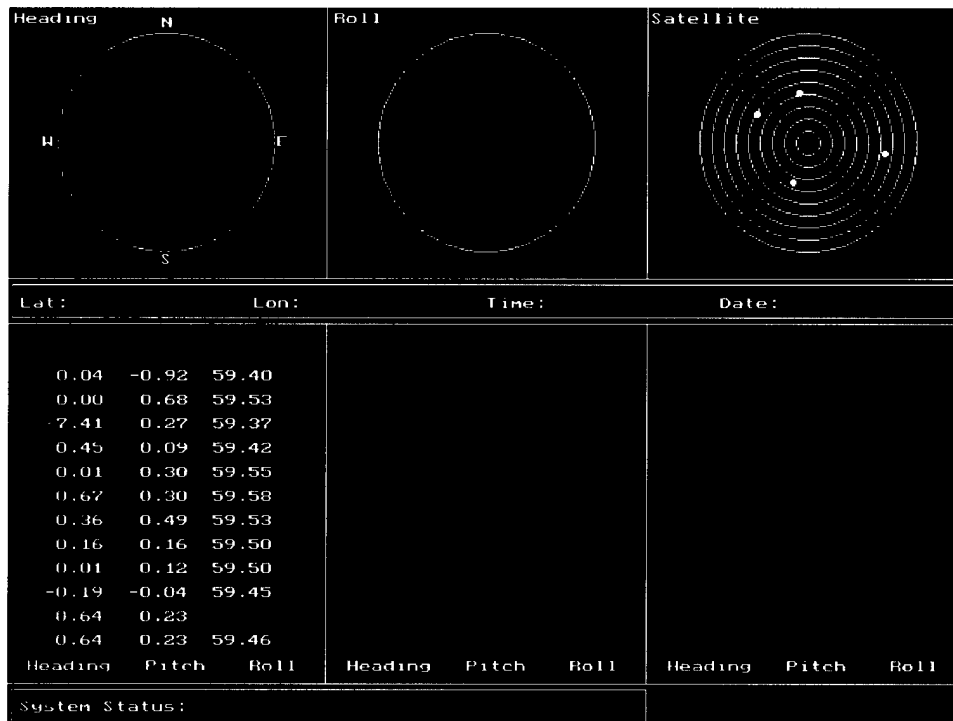 Heading Roll Satellite
N
W E
S
Lat: Lon: Time: Date:
0.04 -0.92 59.40
0.00 0.68 59.53
-7.41 0.27 59.37
0.45 0.09 59.42
0.01 0.30 59.55
0.67 0.30 59.58
0.36 0.49 59.53
0.16 0.16 59.50
0.01 0.12 59.50
-0.19 -0.04 59.45
0.64 0.23
0.64 0.23 59.46
Heading Pitch Roll Heading Pitch Roll Heading Pitch Roll
System Status: